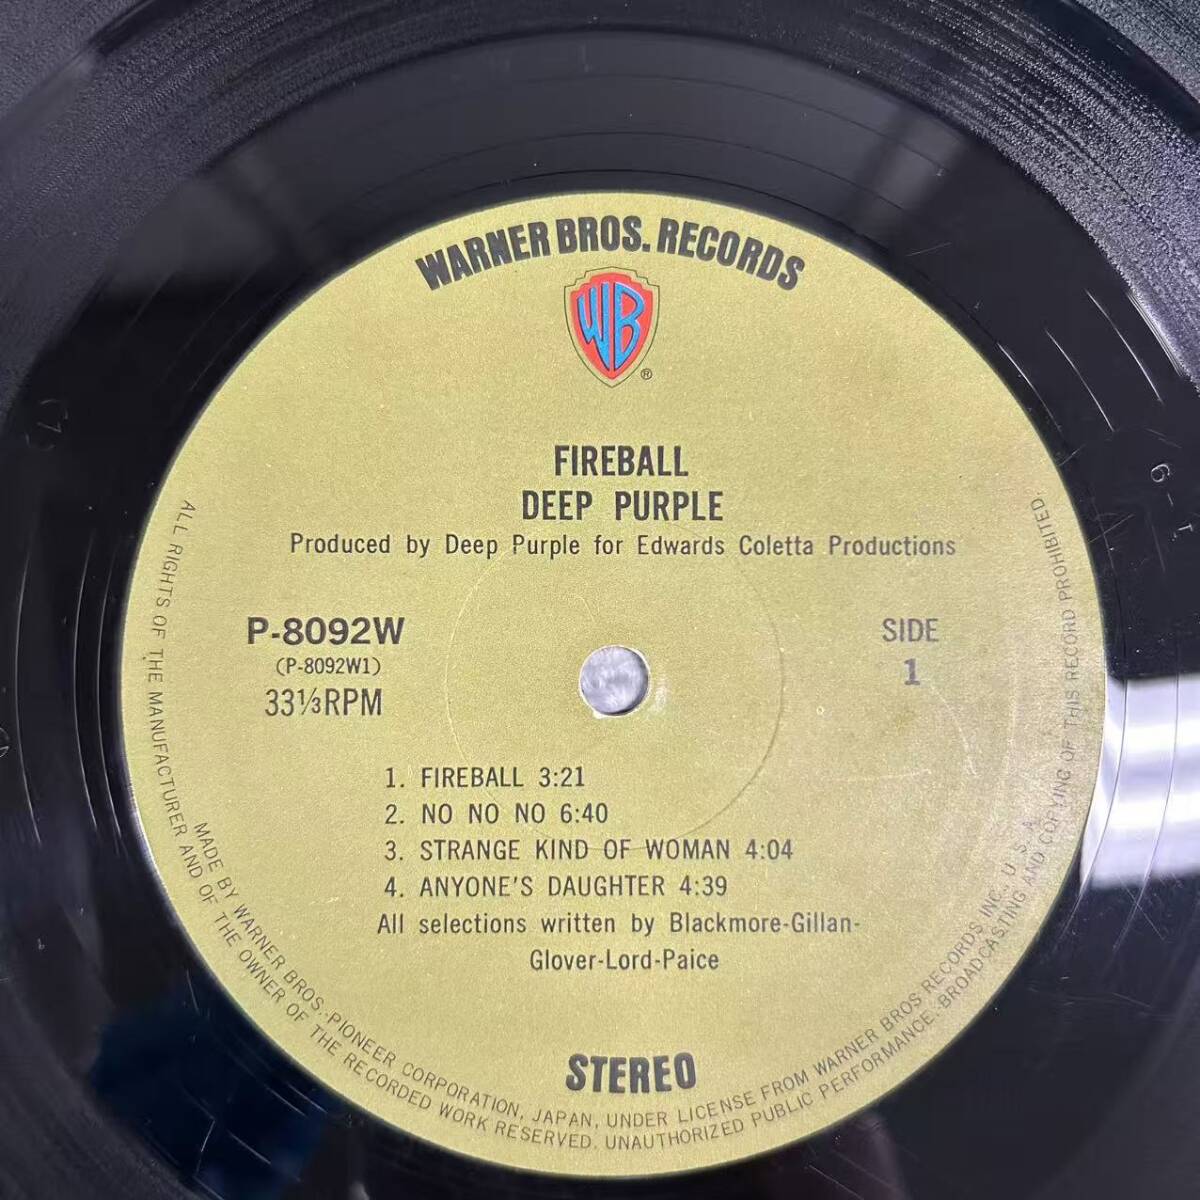 WARNER BROS. RECORDS
WB
®
FIREBALL
DEEP PURPLE
Produced by Deep Purple for Edwards Coletta Productions
P-8092W
(P-8092W1)
33⅓RPM
SIDE
1
1. FIREBALL 3:21
2. NO NO NO 6:40
3. STRANGE KIND OF WOMAN 4:04
4. ANYONE'S DAUGHTER 4:39
All selections written by Blackmore-Gillan-
Glover-Lord-Paice
STEREO
MADE BY WARNER BROS.-PIONEER CORPORATION, JAPAN, UNDER LICENSE FROM WARNER BROS RECORDS INC., U.S.A.
ALL RIGHTS OF THE MANUFACTURER AND OF THE OWNER OF THE RECORDED WORK RESERVED. UNAUTHORIZED PUBLIC PERFORMANCE. BROADCASTING AND COPYING OF THIS RECORD PROHIBITED.